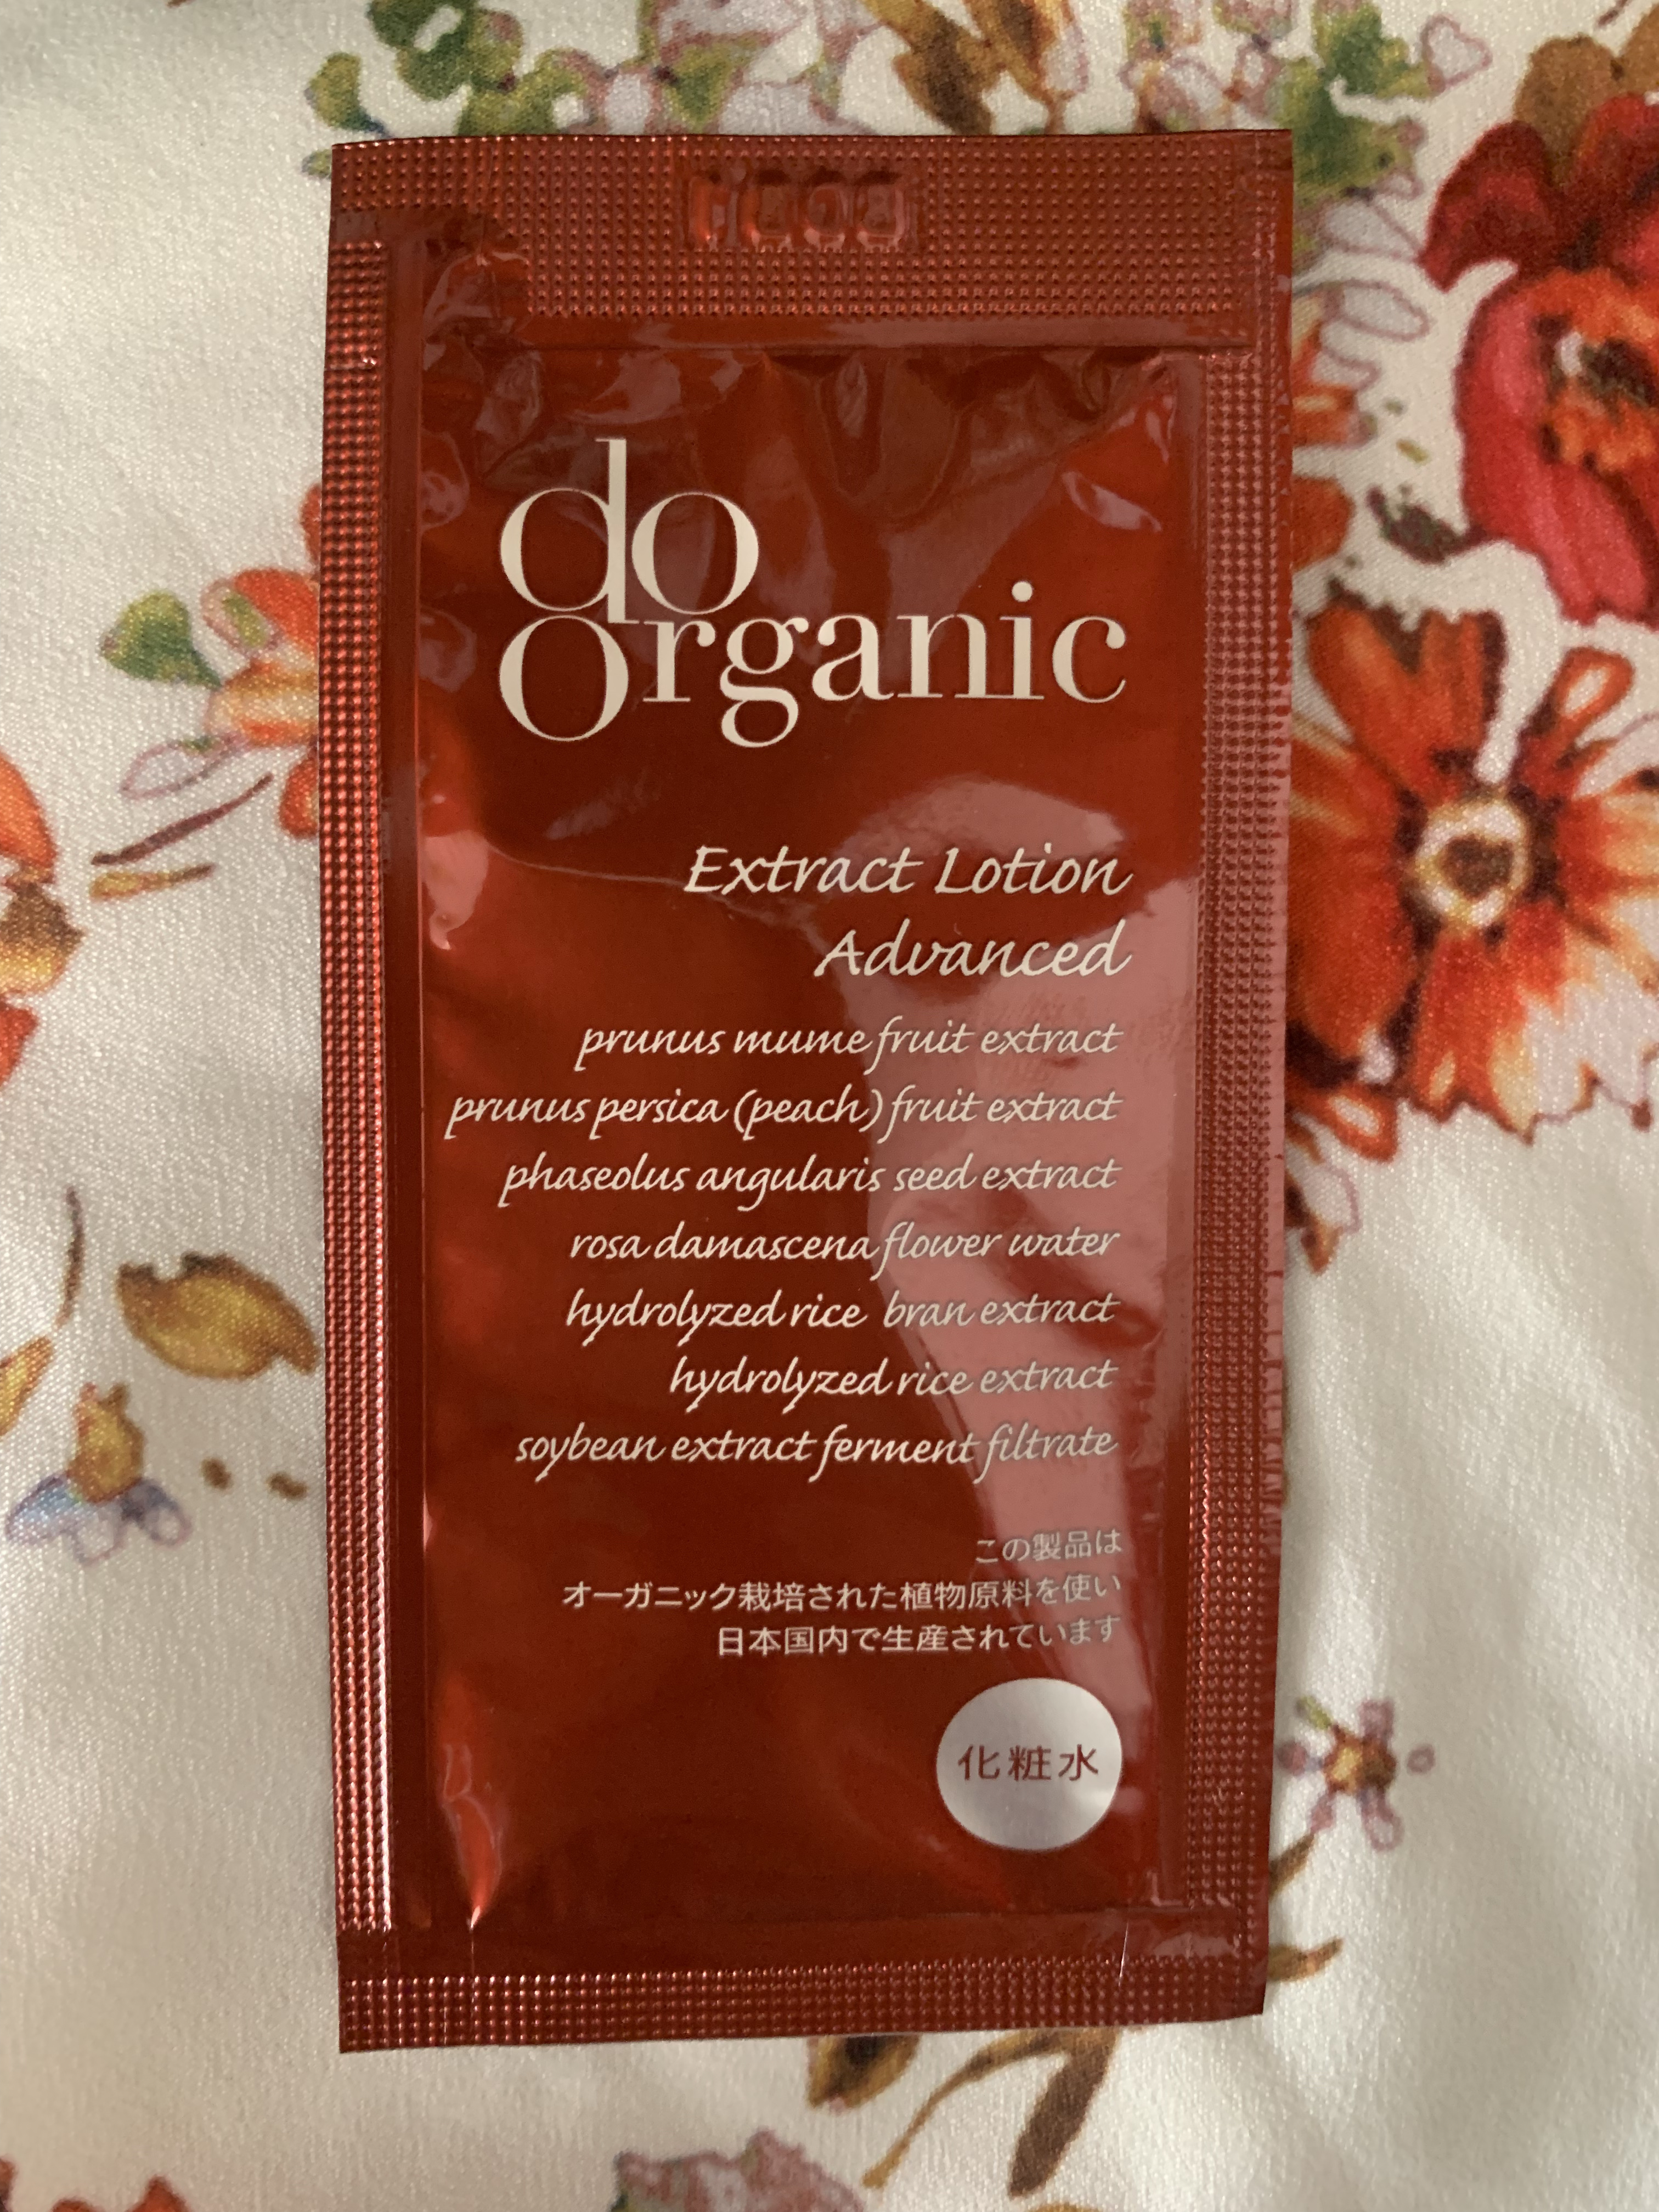 do
organic
Extract Lotion
Advanced
prunus mume fruit extract
prunus persica (peach) fruit extract
phaseolus angularis seed extract
rosa damascena flower water
hydrolyzed rice bran extract
hydrolyzed rice extract
soybean extract ferment filtrate
この製品は
オーガニック栽培された植物原料を使い
日本国内で生産されています
化粧水